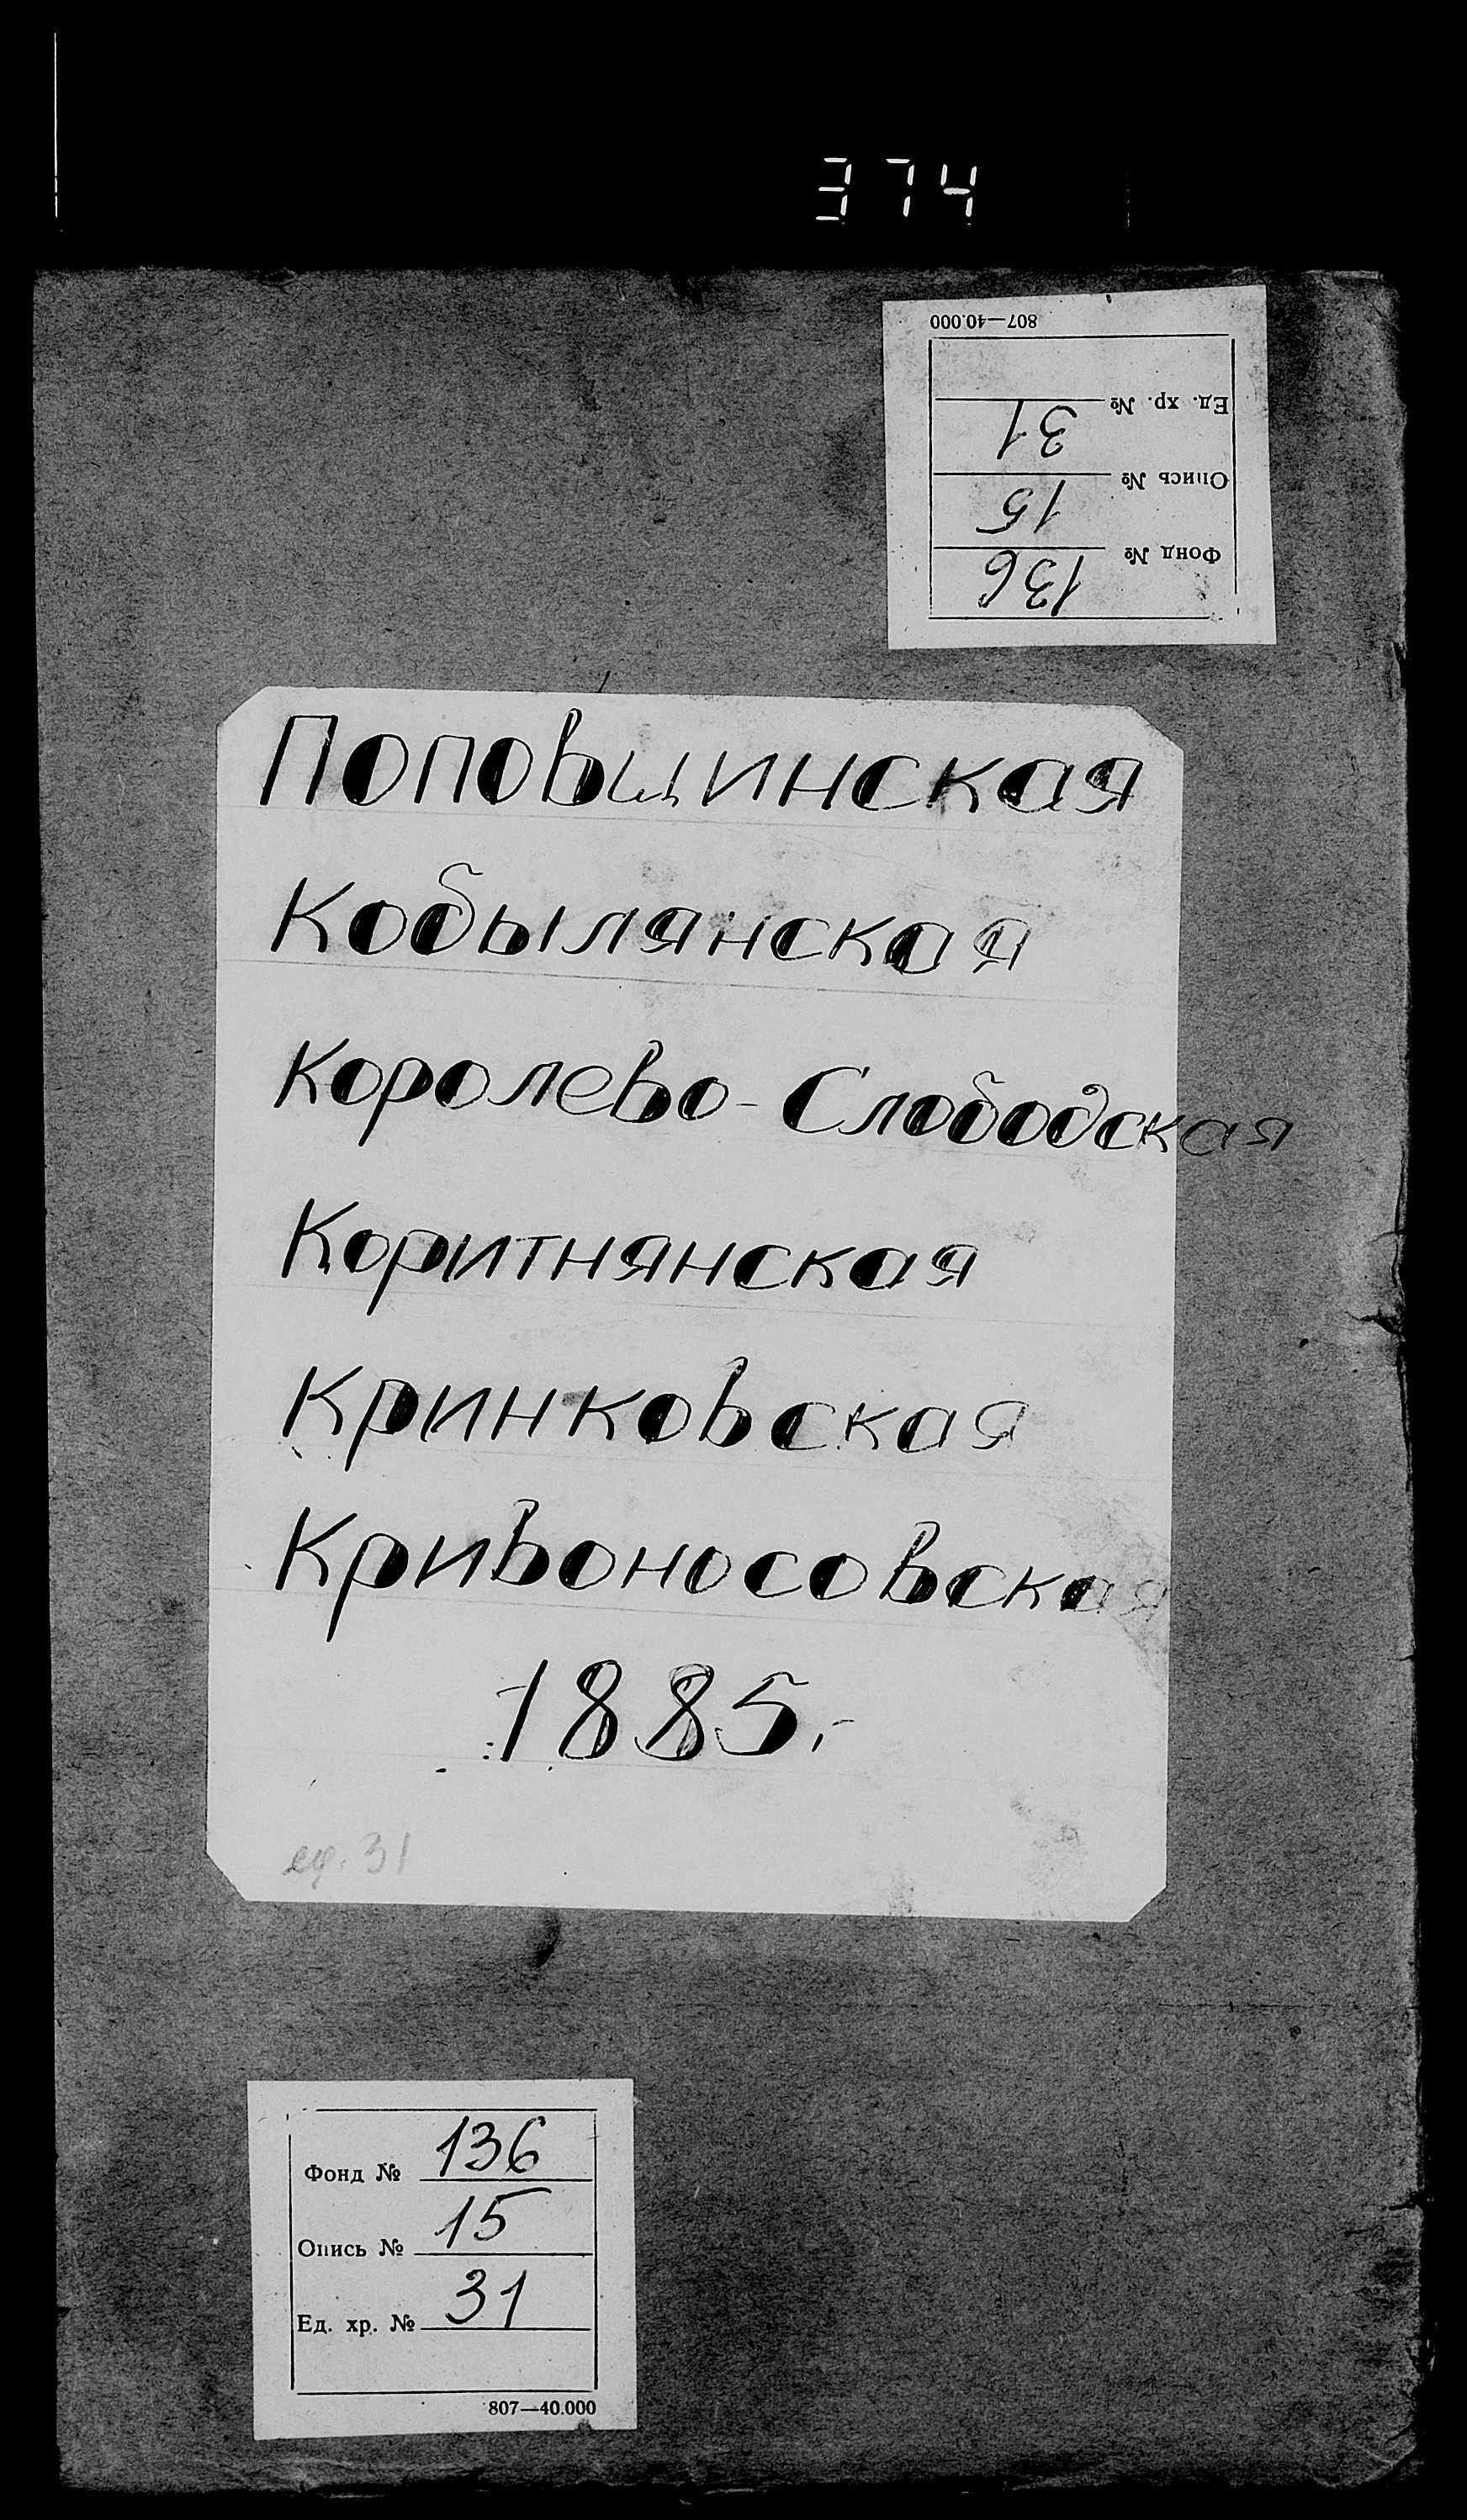 374
807—40.000
Ед. хр. № 31
Опись № 15
Фонд № 136
Поповщинская
Кобылянская
Королево-Слободская
Коритнянская
Кринковская
Кривоносовская
1885.-
ер. 31
Фонд № 136
Опись № 15
Ед. хр. № 31
807—40.000